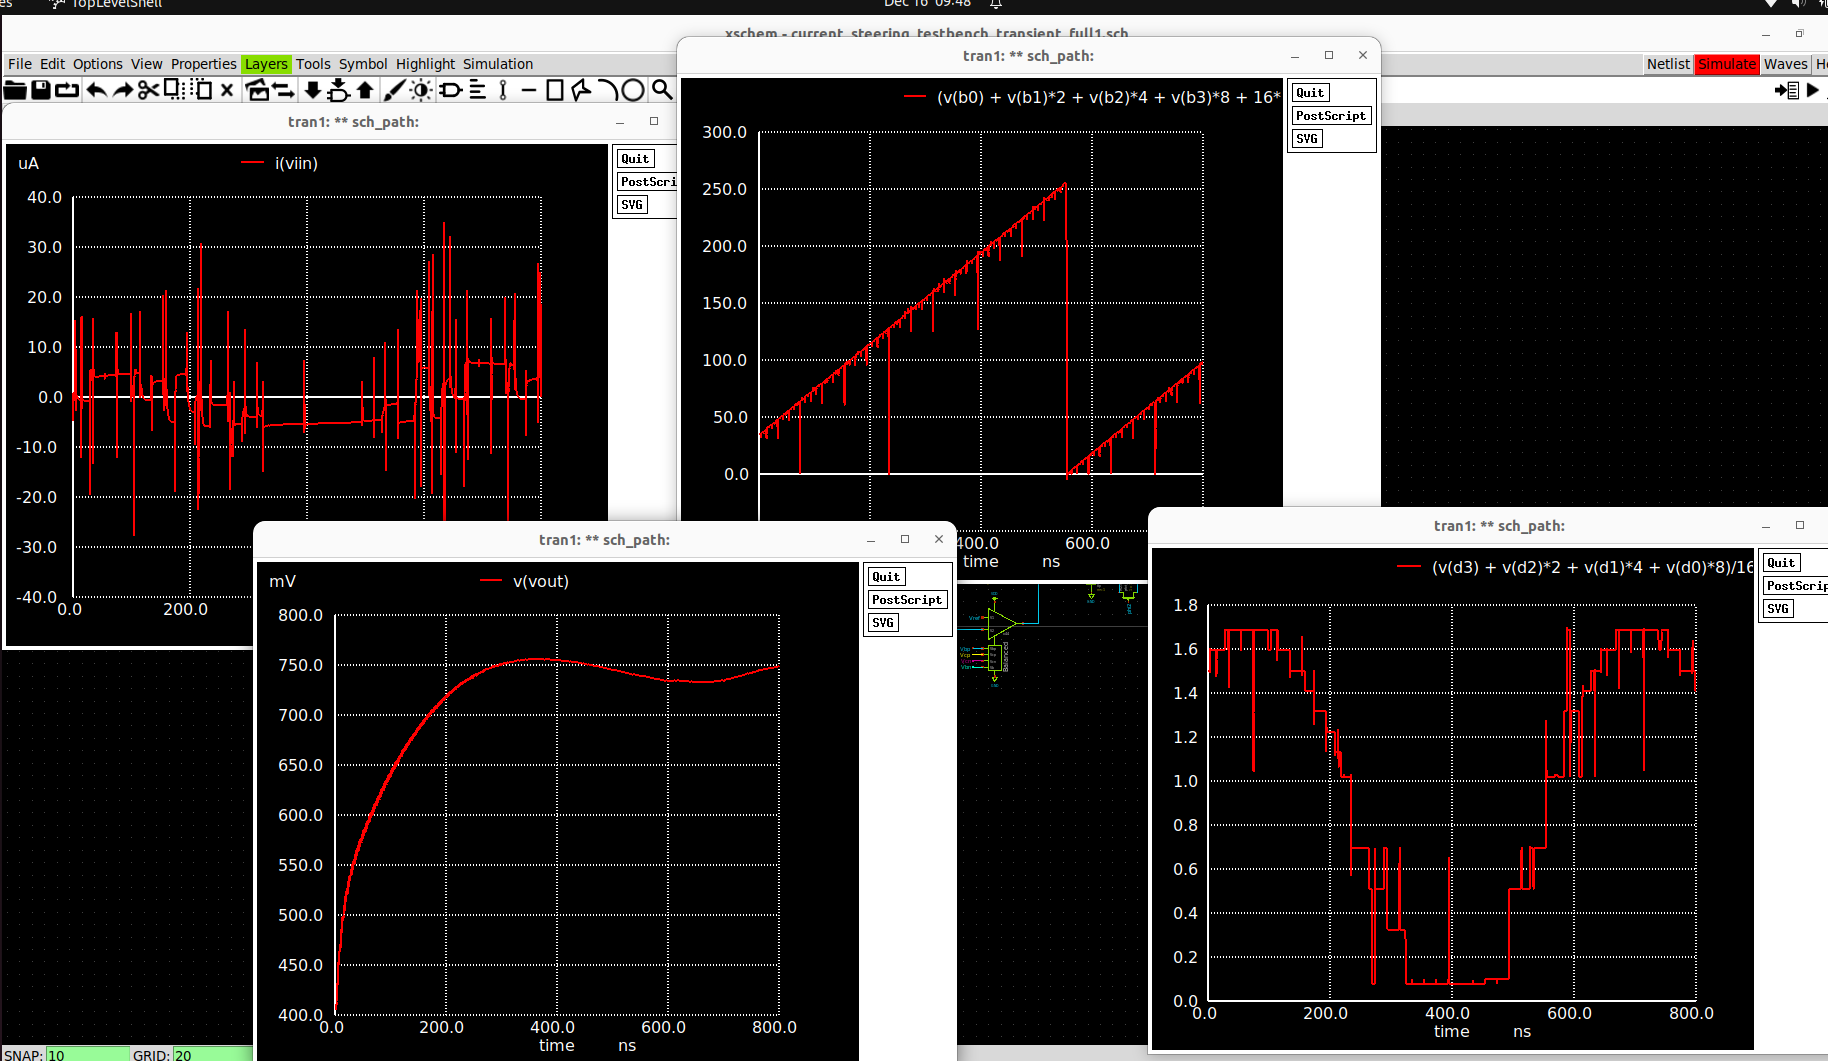 es TopLevelShell Dec 16 09:48
xschem - current_steering_testbench_transient_full1.sch
File Edit Options View Properties Layers Tools Symbol Highlight Simulation Netlist Simulate Waves He
tran1: ** sch_path:
uA i(viin)
Quit
PostScri
SVG
40.0
30.0
20.0
10.0
0.0
-10.0
-20.0
-30.0
-40.0
0.0 200.0
tran1: ** sch_path:
(v(b0) + v(b1)*2 + v(b2)*4 + v(b3)*8 + 16*
Quit
PostScript
SVG
300.0
250.0
200.0
150.0
100.0
50.0
0.0
400.0 600.0
time ns
tran1: ** sch_path:
mV v(vout)
Quit
PostScript
SVG
800.0
750.0
700.0
650.0
600.0
550.0
500.0
450.0
400.0
0.0 200.0 400.0 600.0 800.0
time ns
Balanced
tran1: ** sch_path:
(v(d3) + v(d2)*2 + v(d1)*4 + v(d0)*8)/16
Quit
PostScrip
SVG
1.8
1.6
1.4
1.2
1.0
0.8
0.6
0.4
0.2
0.0
0.0 200.0 400.0 600.0 800.0
time ns
SNAP: 10 GRID: 20